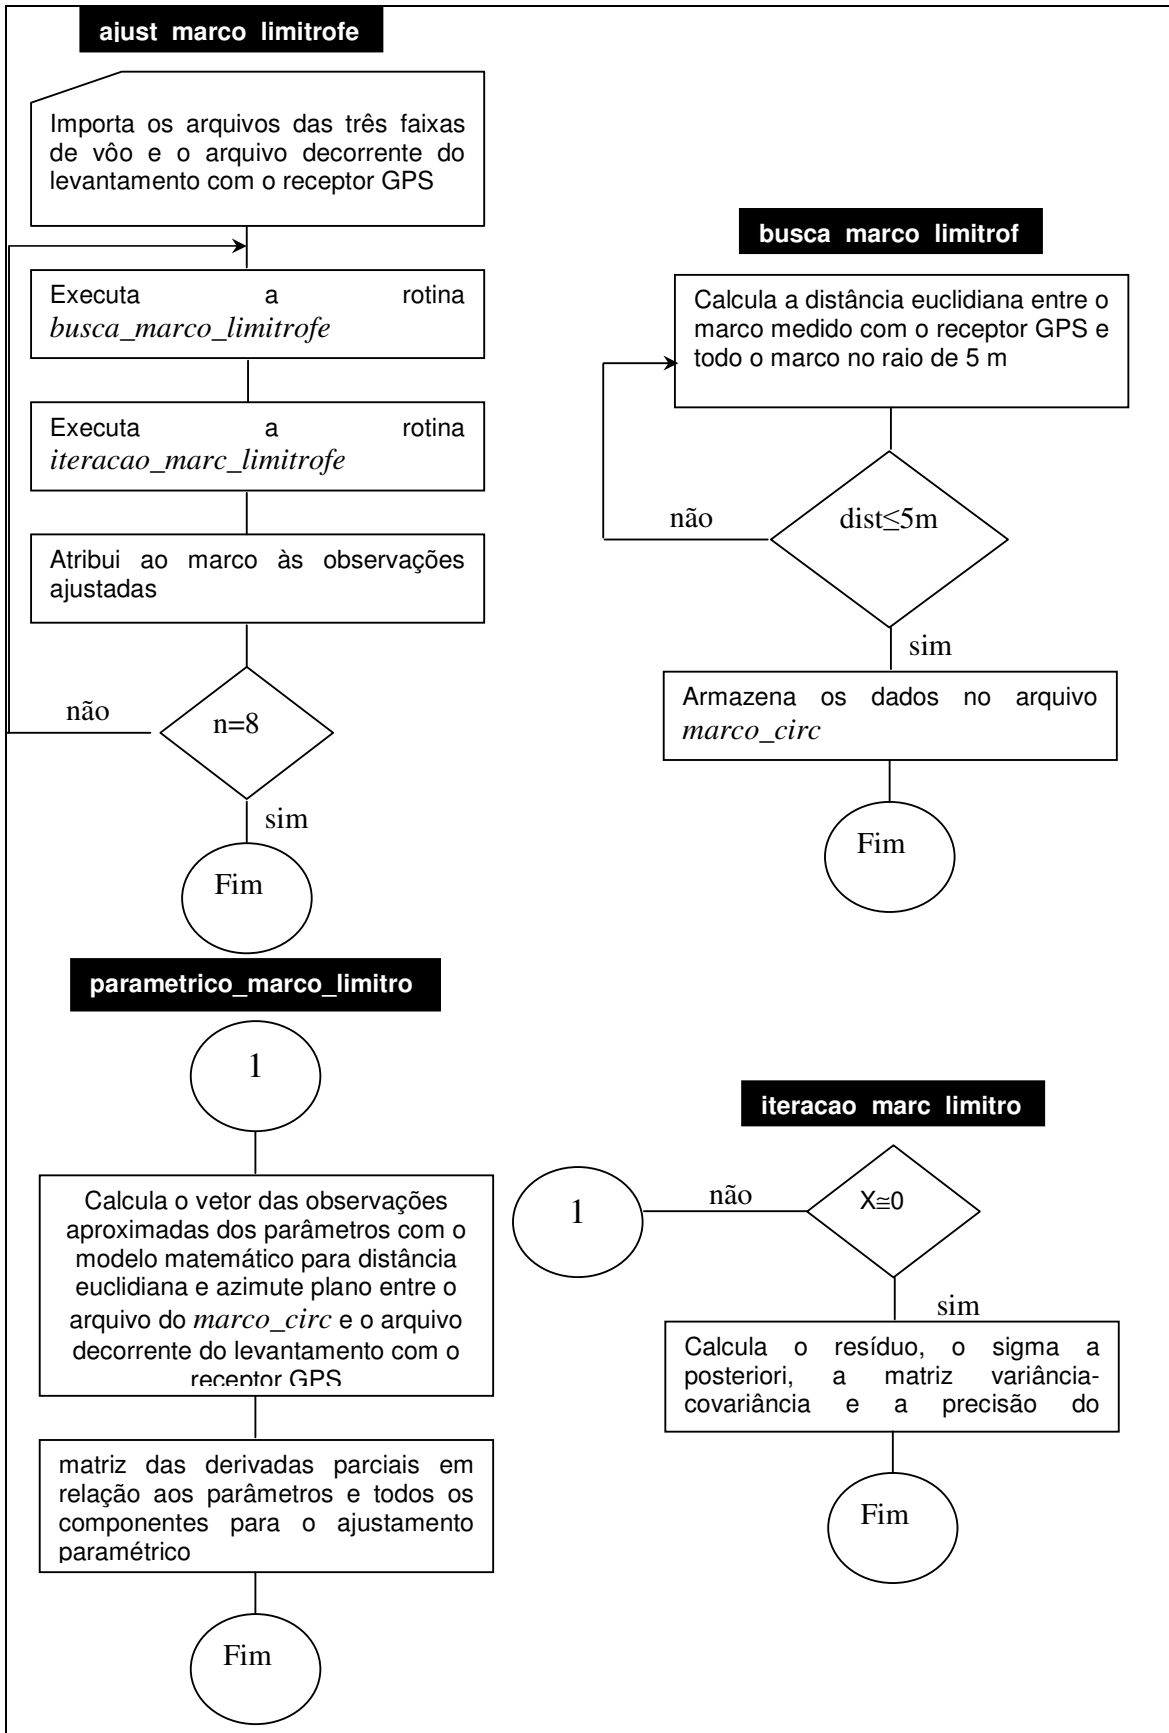 ajust marco limitrofe
Importa os arquivos das três faixas
de vôo e o arquivo decorrente do
levantamento com o receptor GPS
Executa a rotina
busca_marco_limitrofe
Executa a rotina
iteracao_marc_limitrofe
Atribui ao marco às observações
ajustadas
não
n=8
sim
Fim
busca marco limitrof
Calcula a distância euclidiana entre o
marco medido com o receptor GPS e
todo o marco no raio de 5 m
não
dist≤5m
sim
Armazena os dados no arquivo
marco_circ
Fim
parametrico_marco_limitro
1
Calcula o vetor das observações
aproximadas dos parâmetros com o
modelo matemático para distância
euclidiana e azimute plano entre o
arquivo do marco_circ e o arquivo
decorrente do levantamento com o
receptor GPS
matriz das derivadas parciais em
relação aos parâmetros e todos os
componentes para o ajustamento
paramétrico
Fim
iteracao marc limitro
1
não
X≅0
sim
Calcula o resíduo, o sigma a
posteriori, a matriz variância-
covariância e a precisão do
Fim